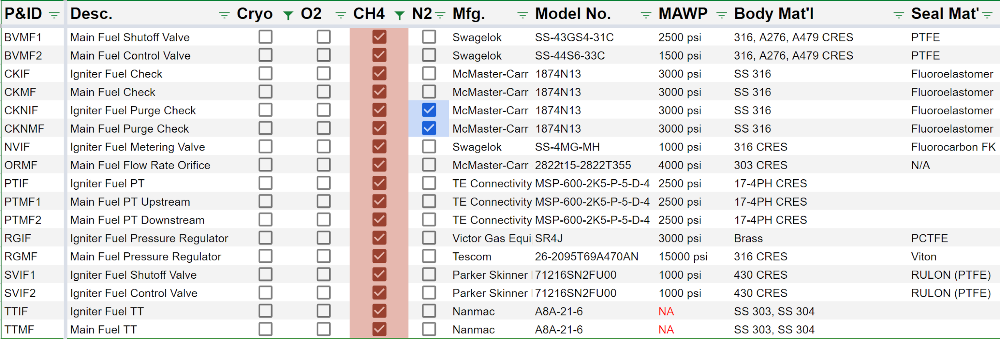 P&ID Desc. Cryo O2 CH4 N2 Mfg. Model No. MAWP Body Mat'l Seal Mat'
BVMF1 Main Fuel Shutoff Valve Swagelok SS-43GS4-31C 2500 psi 316, A276, A479 CRES PTFE
BVMF2 Main Fuel Control Valve Swagelok SS-44S6-33C 1500 psi 316, A276, A479 CRES PTFE
CKIF Igniter Fuel Check McMaster-Carr 1874N13 3000 psi SS 316 Fluoroelastomer
CKMF Main Fuel Check McMaster-Carr 1874N13 3000 psi SS 316 Fluoroelastomer
CKNIF Igniter Fuel Purge Check McMaster-Carr 1874N13 3000 psi SS 316 Fluoroelastomer
CKNMF Main Fuel Purge Check McMaster-Carr 1874N13 3000 psi SS 316 Fluoroelastomer
NVIF Igniter Fuel Metering Valve Swagelok SS-4MG-MH 1000 psi 316 CRES Fluorocarbon FK
ORMF Main Fuel Flow Rate Orifice McMaster-Carr 2822t15-2822T355 4000 psi 303 CRES N/A
PTIF Igniter Fuel PT TE Connectivity MSP-600-2K5-P-5-D-4 2500 psi 17-4PH CRES
PTMF1 Main Fuel PT Upstream TE Connectivity MSP-600-2K5-P-5-D-4 2500 psi 17-4PH CRES
PTMF2 Main Fuel PT Downstream TE Connectivity MSP-600-2K5-P-5-D-4 2500 psi 17-4PH CRES
RGIF Igniter Fuel Pressure Regulator Victor Gas Equi SR4J 3000 psi Brass PCTFE
RGMF Main Fuel Pressure Regulator Tescom 26-2095T69A470AN 15000 psi 316 CRES Viton
SVIF1 Igniter Fuel Shutoff Valve Parker Skinner 71216SN2FU00 1000 psi 430 CRES RULON (PTFE)
SVIF2 Igniter Fuel Control Valve Parker Skinner 71216SN2FU00 1000 psi 430 CRES RULON (PTFE)
TTIF Igniter Fuel TT Nanmac A8A-21-6 NA SS 303, SS 304
TTMF Main Fuel TT Nanmac A8A-21-6 NA SS 303, SS 304